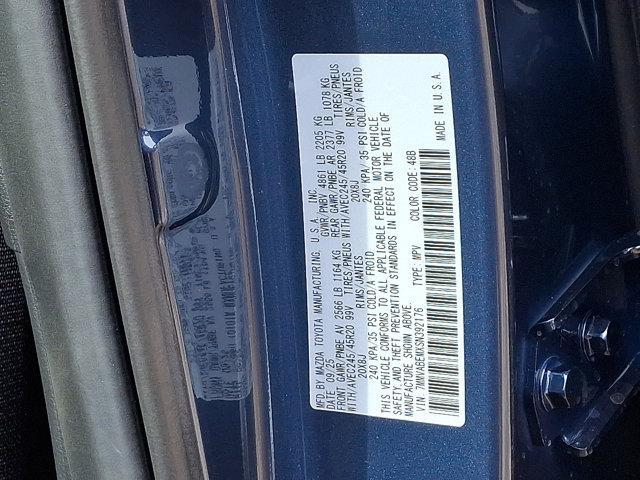 MFD BY MAZDA TOYOTA MANUFACTURING, U.S.A. INC.
DATE 09/25 GVWR/PNBV 4861 LB 2205 KG
FRONT GAWR/PNBE AV 2566 LB 1164 KG REAR GAWR/PNBE AR 2377 LB 1078 KG
WITH/AVEC 245/45R20 99V TIRES/PNEUS WITH/AVEC 245/45R20 99V TIRES/PNEUS
20X8J RIMS/JANTES 20X8J RIMS/JANTES
240 KPA/35 PSI COLD/A FROID 240 KPA/35 PSI COLD/A FROID
THIS VEHICLE CONFORMS TO ALL APPLICABLE FEDERAL MOTOR VEHICLE
SAFETY AND THEFT PREVENTION STANDARDS IN EFFECT ON THE DATE OF
MANUFACTURE SHOWN ABOVE.
TYPE: MPV COLOR CODE: 48B MADE IN U.S.A.